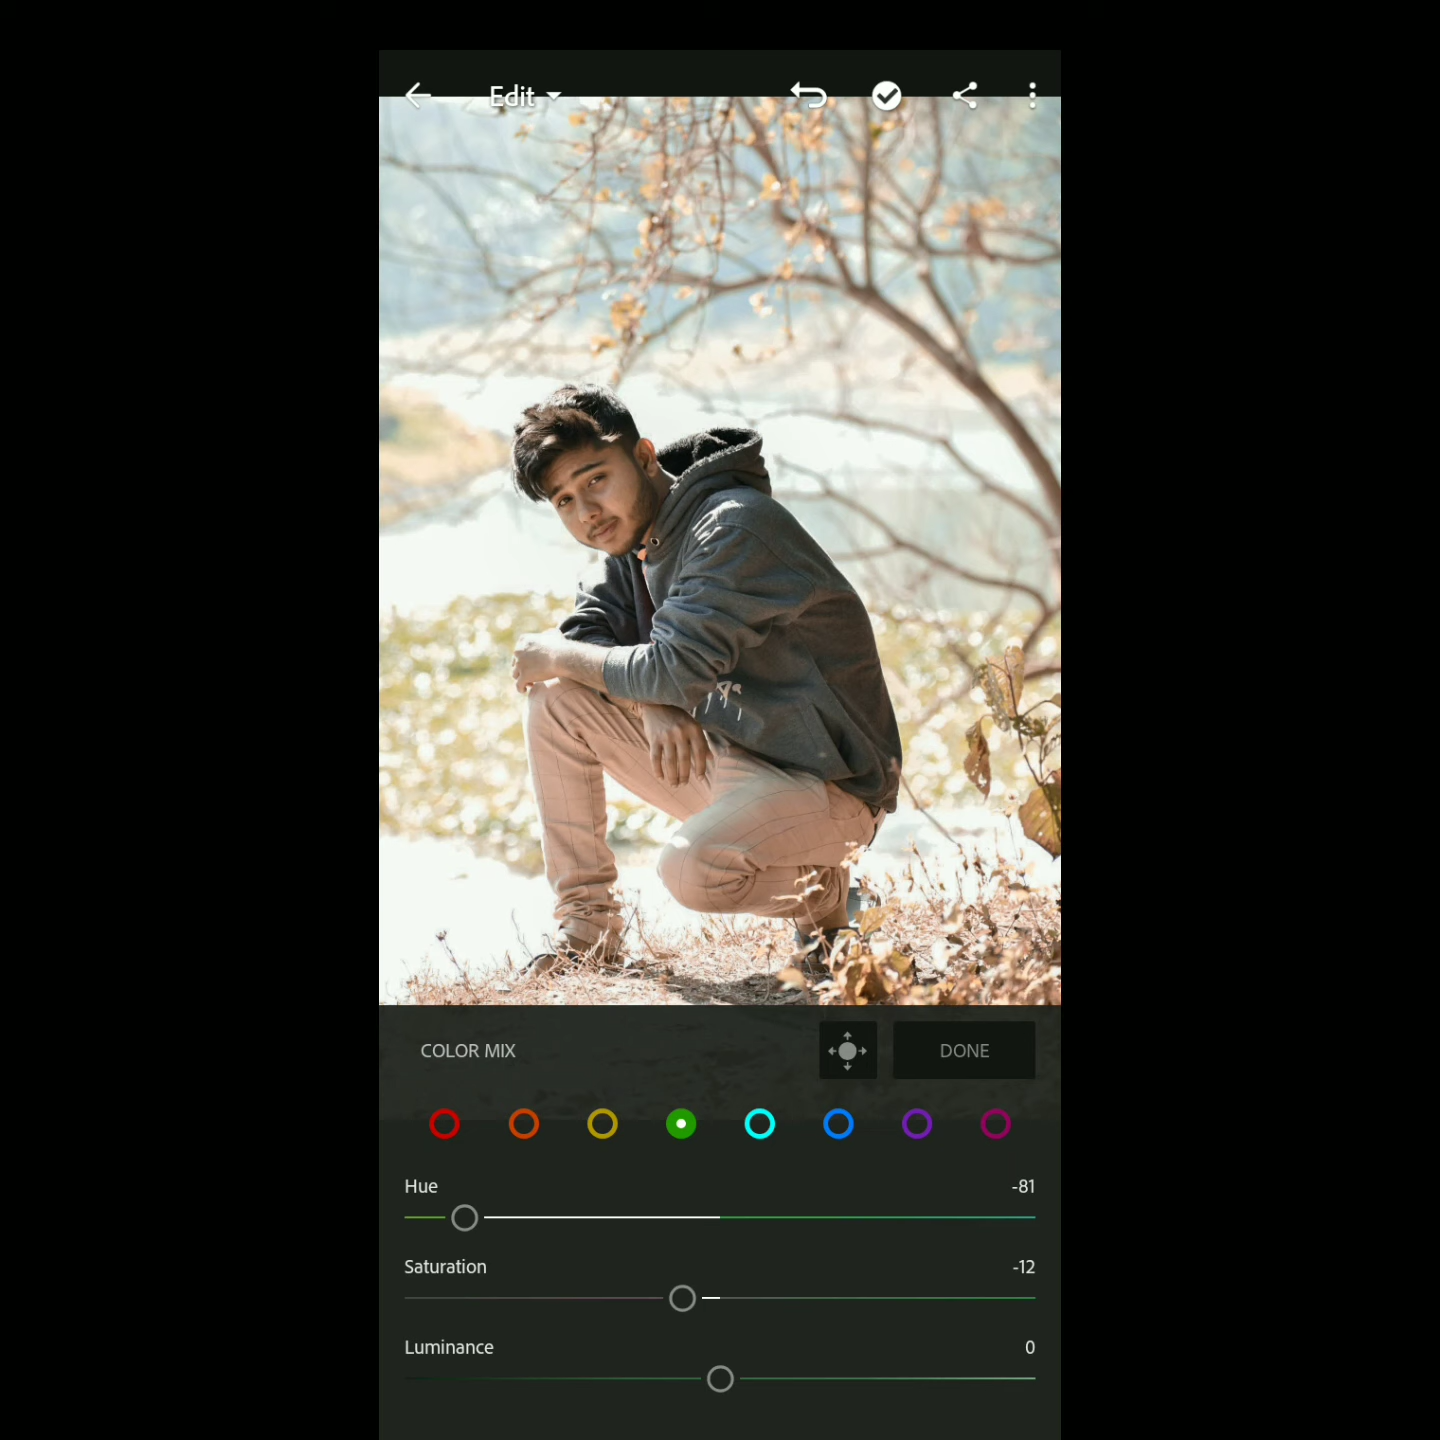 Edit
COLOR MIX
DONE
Hue -81
Saturation -12
Luminance 0